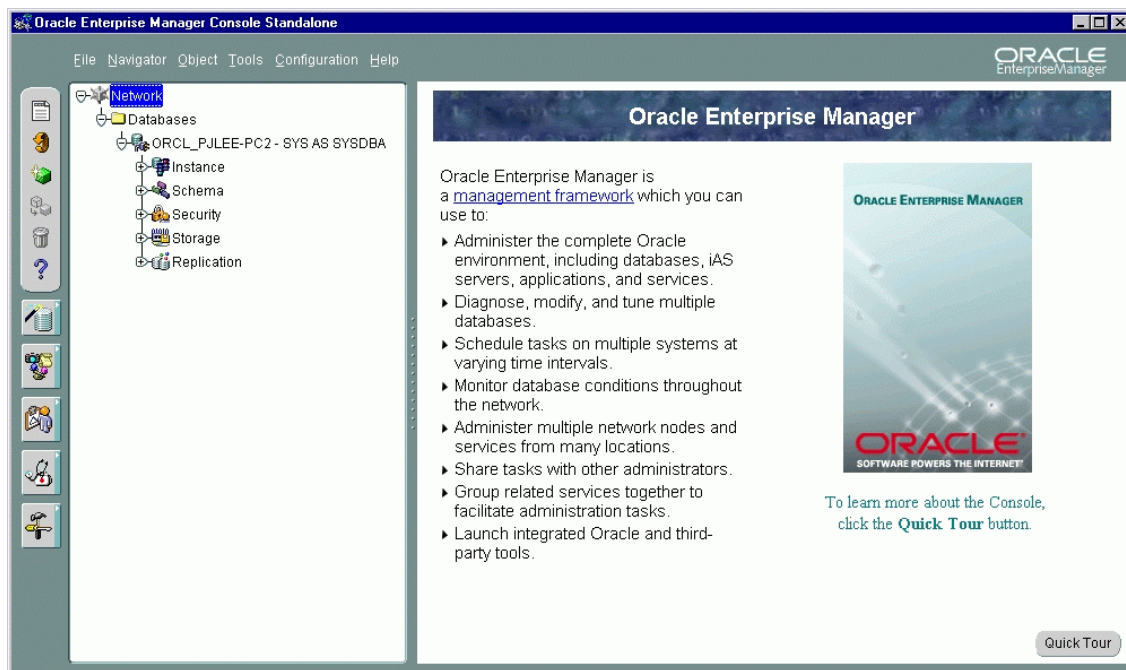 Oracle Enterprise Manager Console Standalone
File Navigator Object Tools Configuration Help
ORACLE
EnterpriseManager
Network
Databases
ORCL_PJLEE-PC2 - SYS AS SYSDBA
Instance
Schema
Security
Storage
Replication
Oracle Enterprise Manager
Oracle Enterprise Manager is
a management framework which you can
use to:
Administer the complete Oracle
environment, including databases, iAS
servers, applications, and services.
Diagnose, modify, and tune multiple
databases.
Schedule tasks on multiple systems at
varying time intervals.
Monitor database conditions throughout
the network.
Administer multiple network nodes and
services from many locations.
Share tasks with other administrators.
Group related services together to
facilitate administration tasks.
Launch integrated Oracle and third-
party tools.
ORACLE ENTERPRISE MANAGER
ORACLE
SOFTWARE POWERS THE INTERNET
To learn more about the Console,
click the Quick Tour button.
Quick Tour